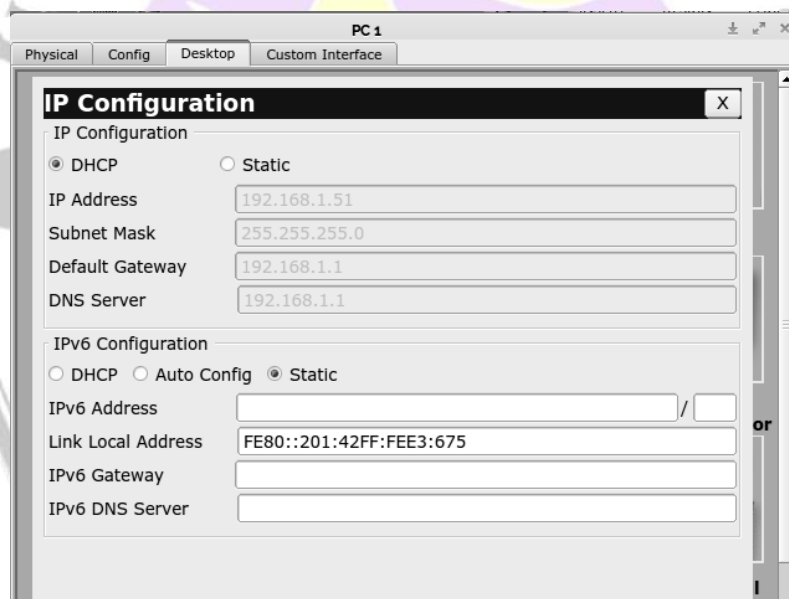 PC 1
Physical Config Desktop Custom Interface
IP Configuration X
IP Configuration
DHCP Static
IP Address 192.168.1.51
Subnet Mask 255.255.255.0
Default Gateway 192.168.1.1
DNS Server 192.168.1.1
IPv6 Configuration
DHCP Auto Config Static
IPv6 Address /
Link Local Address FE80::201:42FF:FEE3:675
IPv6 Gateway
IPv6 DNS Server
or